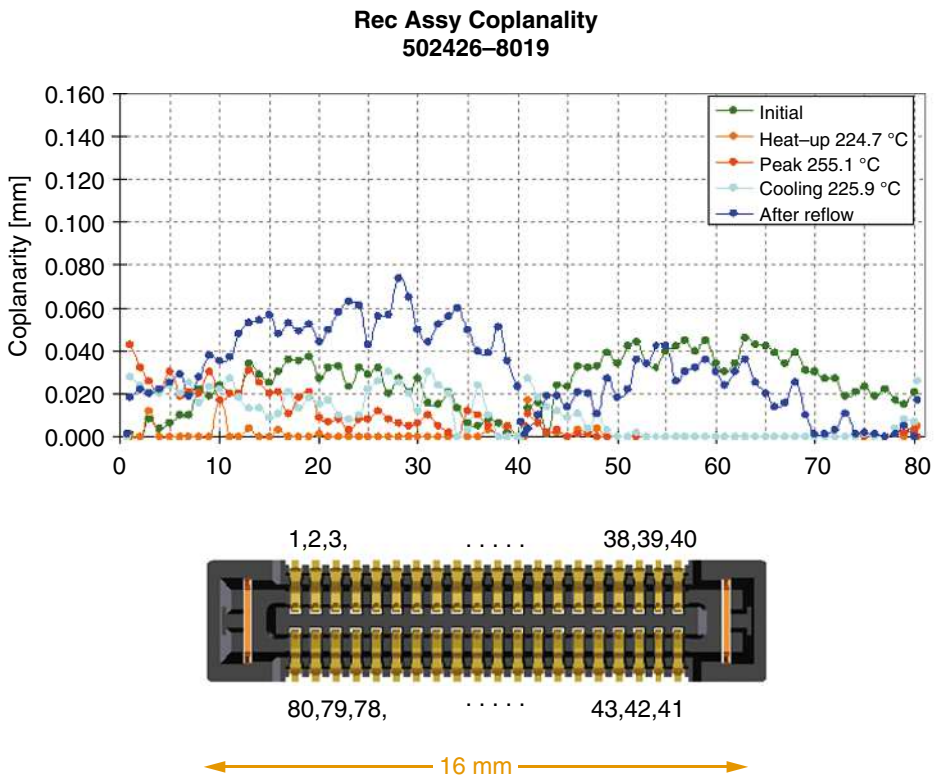 Rec Assy Coplanality
502426–8019
Coplanarity [mm]
0.160
0.140
0.120
0.100
0.080
0.060
0.040
0.020
0.000
Initial
Heat–up 224.7 °C
Peak 255.1 °C
Cooling 225.9 °C
After reflow
0 10 20 30 40 50 60 70 80
1,2,3, . . . . . 38,39,40
80,79,78, . . . . . 43,42,41
16 mm